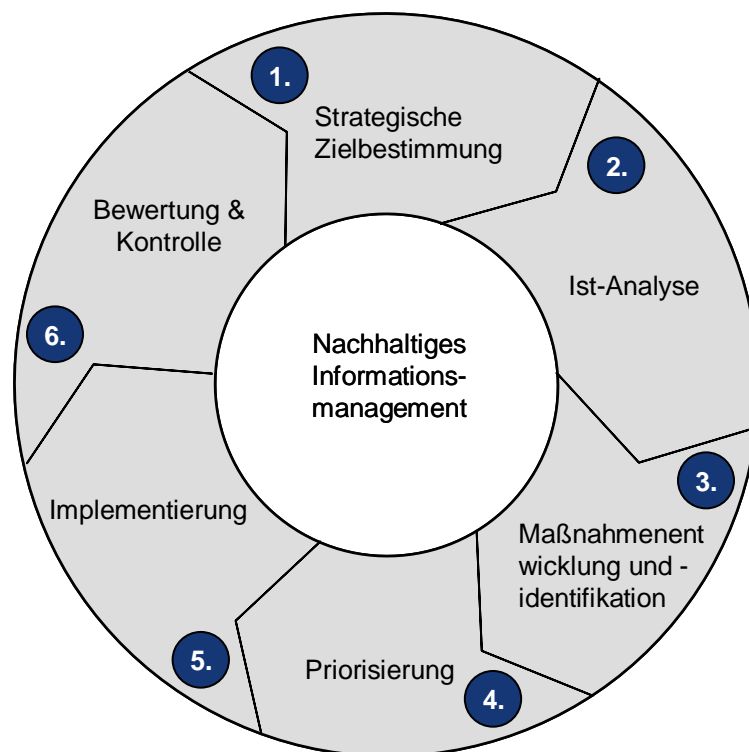 1.
Strategische
Zielbestimmung
2.
Ist-Analyse
3.
Maßnahmenent
wicklung und -
identifikation
4.
Priorisierung
5.
Implementierung
6.
Bewertung &
Kontrolle
Nachhaltiges
Informations-
management